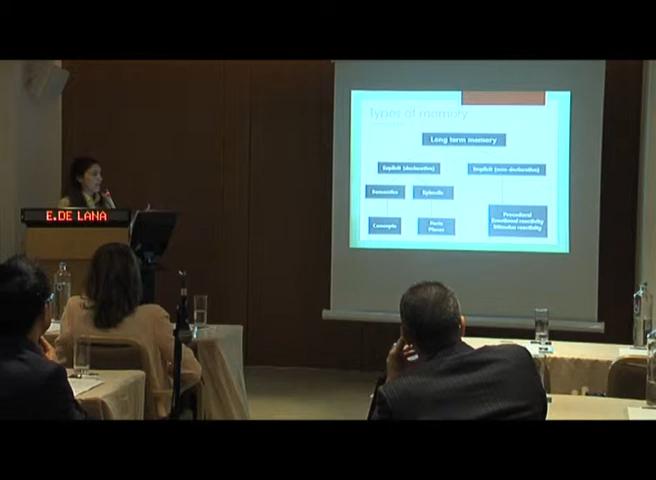 Types of memory
Long term memory
Explicit (declarative)
Implicit (non-declarative)
Semantics
Episodic
Concepts
Facts
Places
Procedural
Emotional reactivity
Stimulus reactivity
E.DE LANA